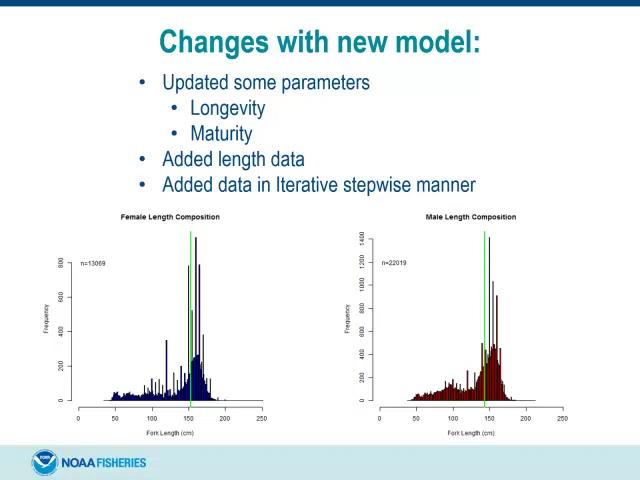 Changes with new model:
• Updated some parameters
• Longevity
• Maturity
• Added length data
• Added data in Iterative stepwise manner
Female Length Composition
n=13069
Frequency
0 200 400 600 800
0 50 100 150 200 250
Fork Length (cm)
Male Length Composition
n=22019
Frequency
0 200 400 600 800 1000 1200 1400
0 50 100 150 200 250
Fork Length (cm)
NOAA
NOAA FISHERIES